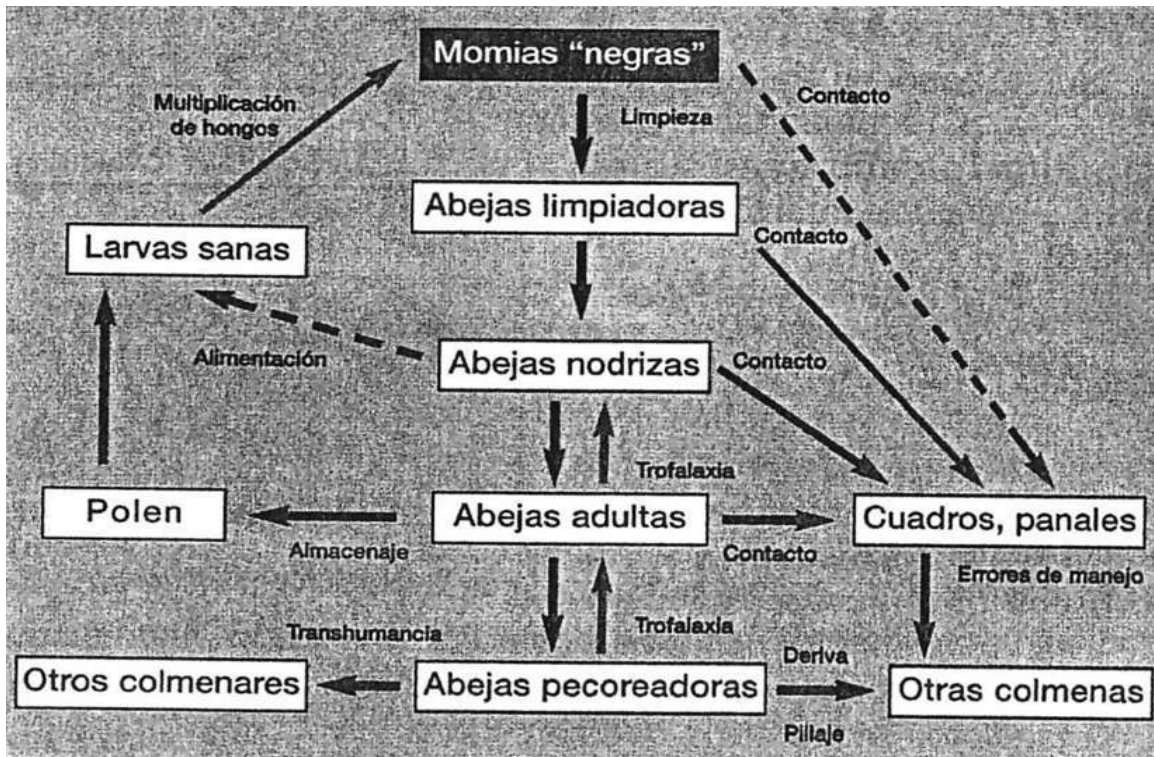 Momias “negras”
Contacto
Multiplicación
de hongos
Limpieza
Abejas limpiadoras
Larvas sanas
Contacto
Alimentación
Abejas nodrizas
Contacto
Trofalaxia
Polen
Abejas adultas
Cuadros, panales
Almacenaje
Contacto
Errores de manejo
Transhumancia
Trofalaxia
Deriva
Otros colmenares
Abejas pecoreadoras
Otras colmenas
Pillaje